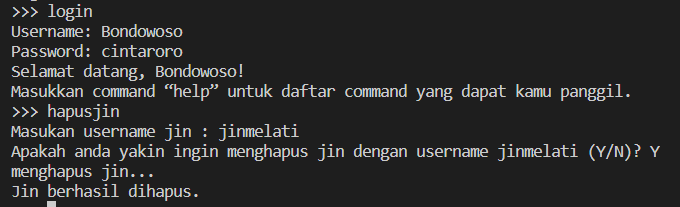 >>> login
Username: Bondowoso
Password: cintaroro
Selamat datang, Bondowoso!
Masukkan command “help” untuk daftar command yang dapat kamu panggil.
>>> hapusjin
Masukan username jin : jinmelati
Apakah anda yakin ingin menghapus jin dengan username jinmelati (Y/N)? Y
menghapus jin...
Jin berhasil dihapus.